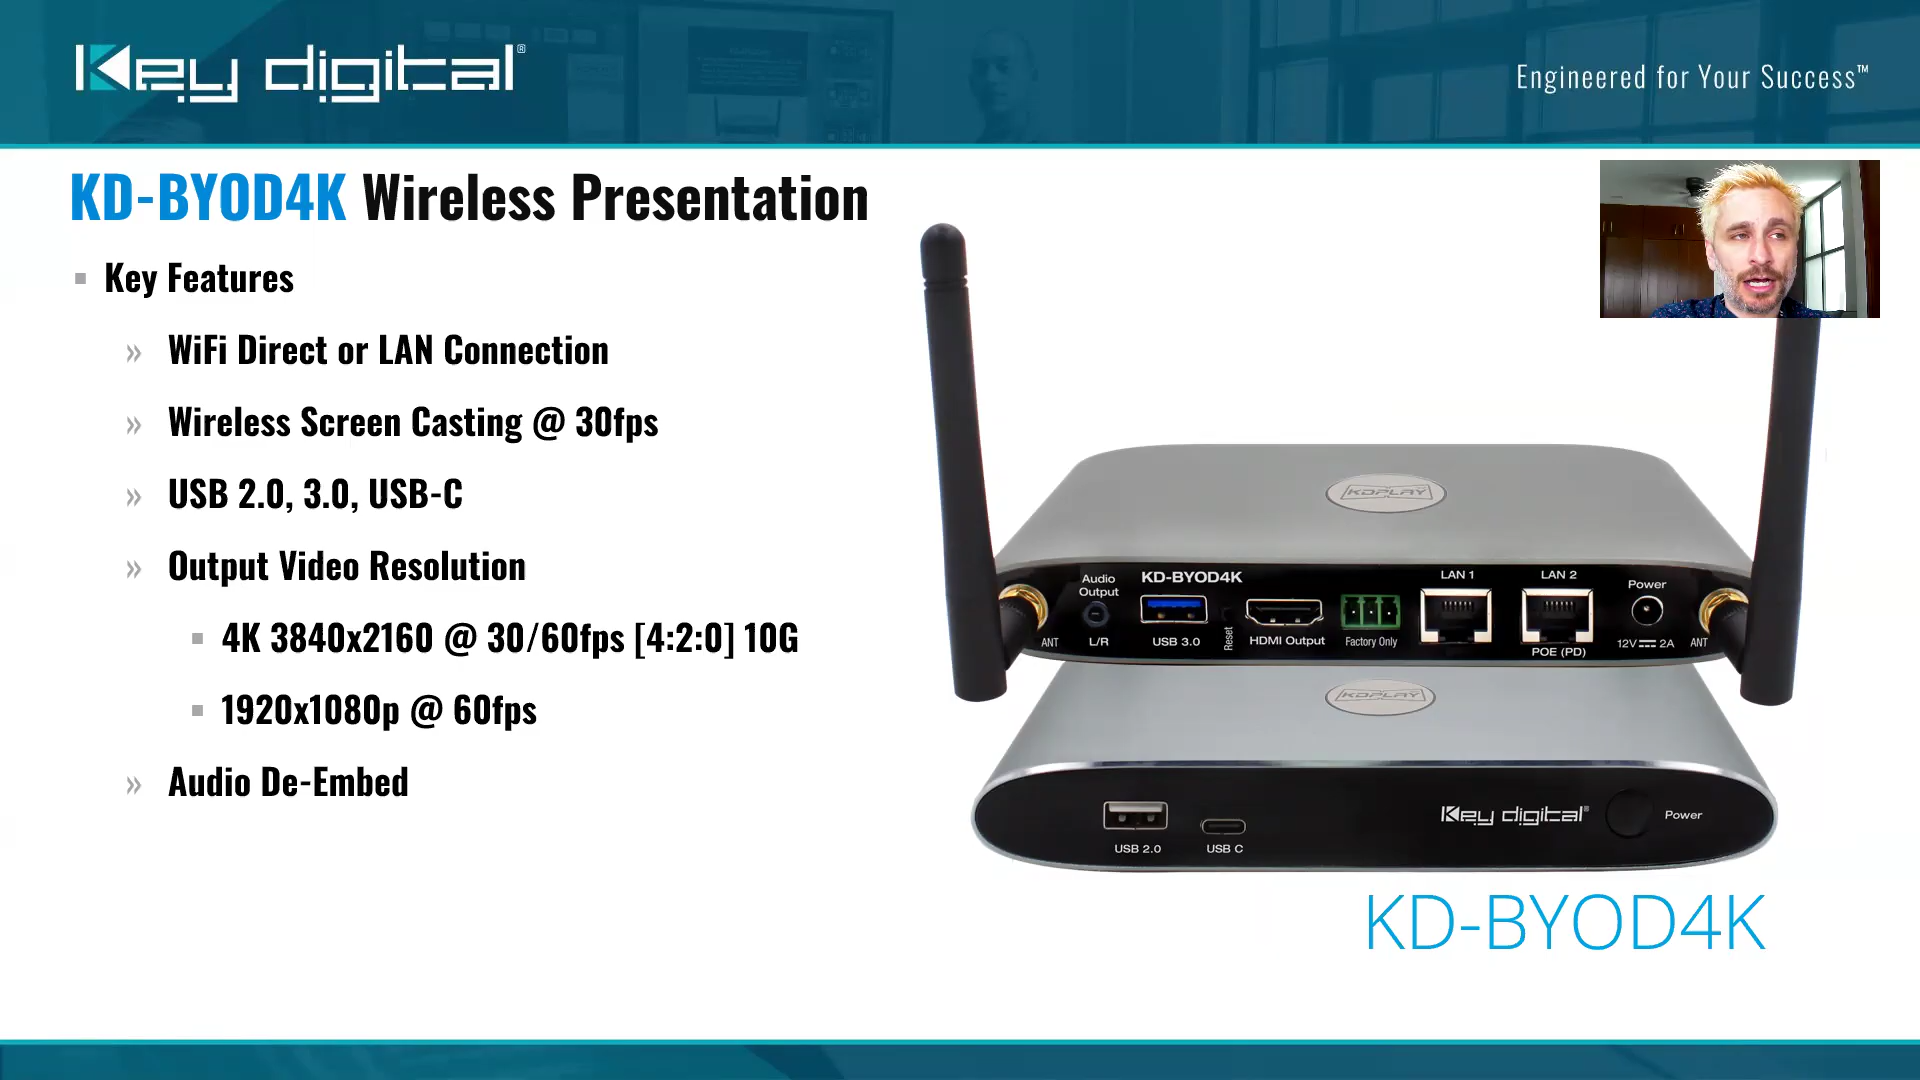 Key digital®
Engineered for Your Success™
KD-BYOD4K Wireless Presentation
Key Features
WiFi Direct or LAN Connection
Wireless Screen Casting @ 30fps
USB 2.0, 3.0, USB-C
Output Video Resolution
4K 3840x2160 @ 30/60fps [4:2:0] 10G
1920x1080p @ 60fps
Audio De-Embed
KDPLAY
Audio Output
KD-BYOD4K
LAN 1
LAN 2
Power
ANT
L/R
USB 3.0
Reset
HDMI Output
Factory Only
POE (PD)
12V 2A
ANT
KDPLAY
Key digital®
Power
USB 2.0
USB C
KD-BYOD4K